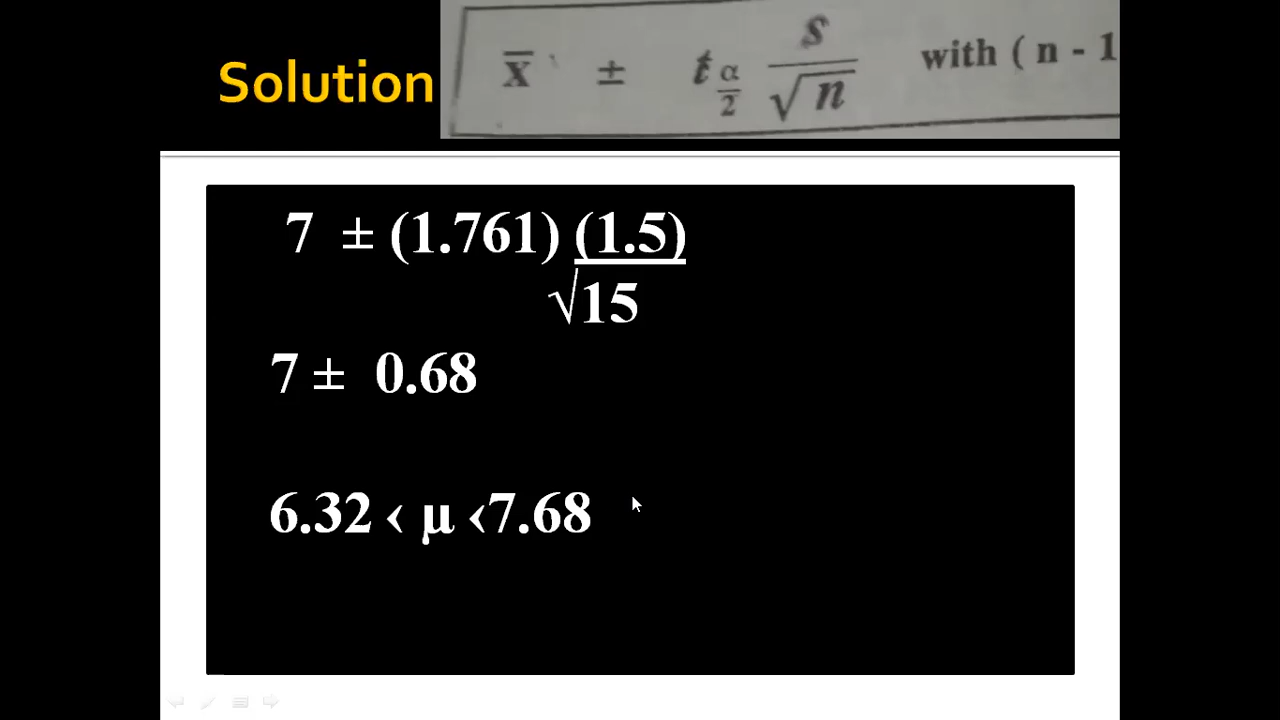 Solution
x̄ ± t α/2 s/√n with ( n - 1
7 ± (1.761) (1.5)
√15
7 ± 0.68
6.32 ‹ μ ‹7.68